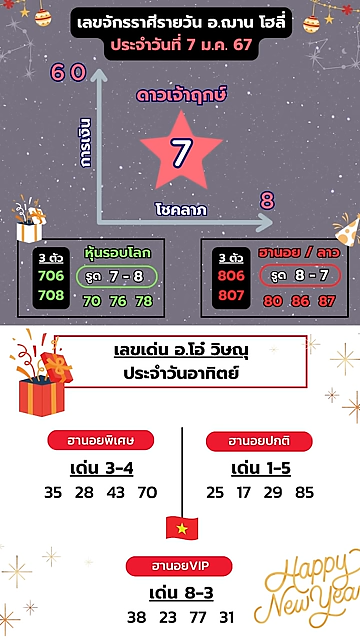 เลขจักรราศีรายวัน อ.ฌาน โฮลี่
ประจำวันที่ 7 ม.ค. 67
6 0
ดาวเจ้าฤกษ์
การเงิน
7
8
โชคลาภ
3 ตัว
706
708
หุ้นรอบโลก
รูด 7 - 8
70 76 78
3 ตัว
806
807
ฮานอย / ลาว
รูด 8 - 7
80 86 87
เลขเด่น อ.โอ๋ วิษณุ
ประจำวันอาทิตย์
ฮานอยพิเศษ
เด่น 3-4
35 28 43 70
ฮานอยปกติ
เด่น 1-5
25 17 29 85
ฮานอยVIP
เด่น 8-3
38 23 77 31
Happy
New Year